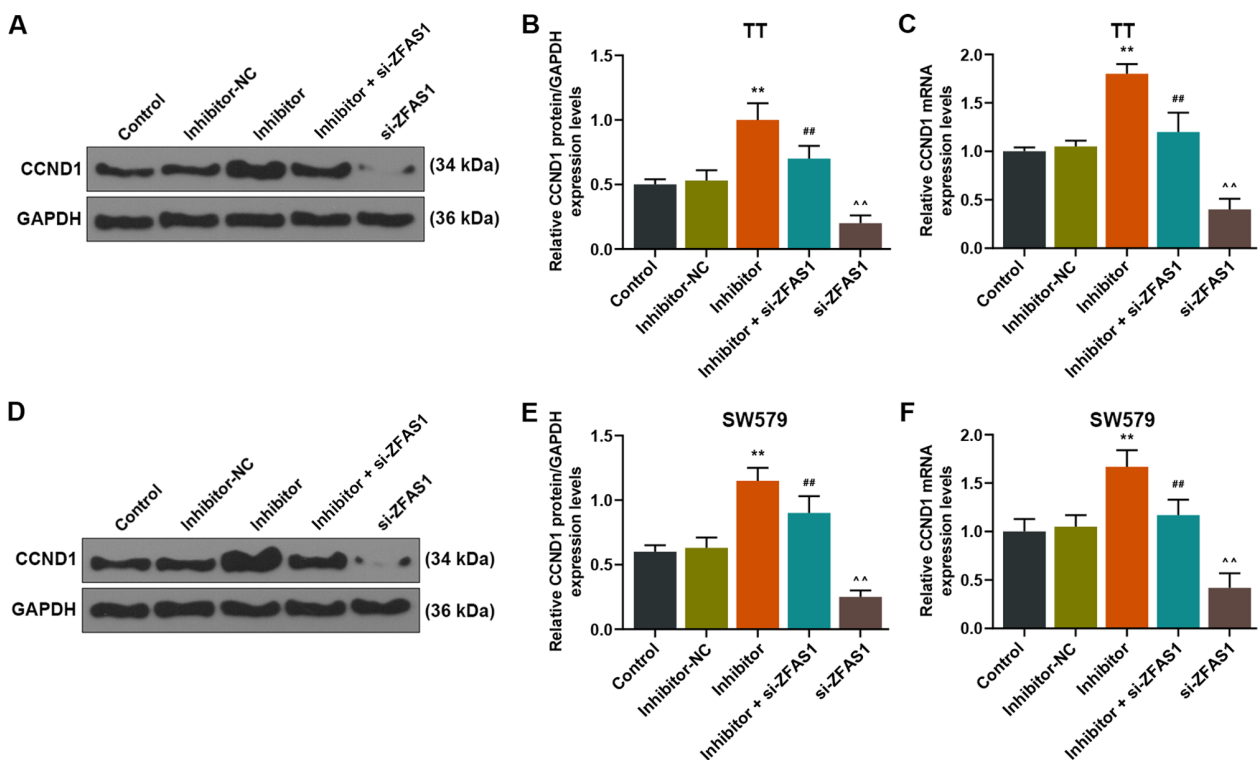 A
Control
Inhibitor-NC
Inhibitor
Inhibitor + si-ZFAS1
si-ZFAS1
CCND1
(34 kDa)
GAPDH
(36 kDa)
B
TT
Relative CCND1 protein/GAPDH
expression levels
1.5
1.0
0.5
0.0
**
##
^^
Control
Inhibitor-NC
Inhibitor
Inhibitor + si-ZFAS1
si-ZFAS1
C
TT
Relative CCND1 mRNA
expression levels
2.0
1.5
1.0
0.5
0.0
**
##
^^
Control
Inhibitor-NC
Inhibitor
Inhibitor + si-ZFAS1
si-ZFAS1
D
Control
Inhibitor-NC
Inhibitor
Inhibitor + si-ZFAS1
si-ZFAS1
CCND1
(34 kDa)
GAPDH
(36 kDa)
E
SW579
Relative CCND1 protein/GAPDH
expression levels
1.5
1.0
0.5
0.0
**
##
^^
Control
Inhibitor-NC
Inhibitor
Inhibitor + si-ZFAS1
si-ZFAS1
F
SW579
Relative CCND1 mRNA
expression levels
2.0
1.5
1.0
0.5
0.0
**
##
^^
Control
Inhibitor-NC
Inhibitor
Inhibitor + si-ZFAS1
si-ZFAS1